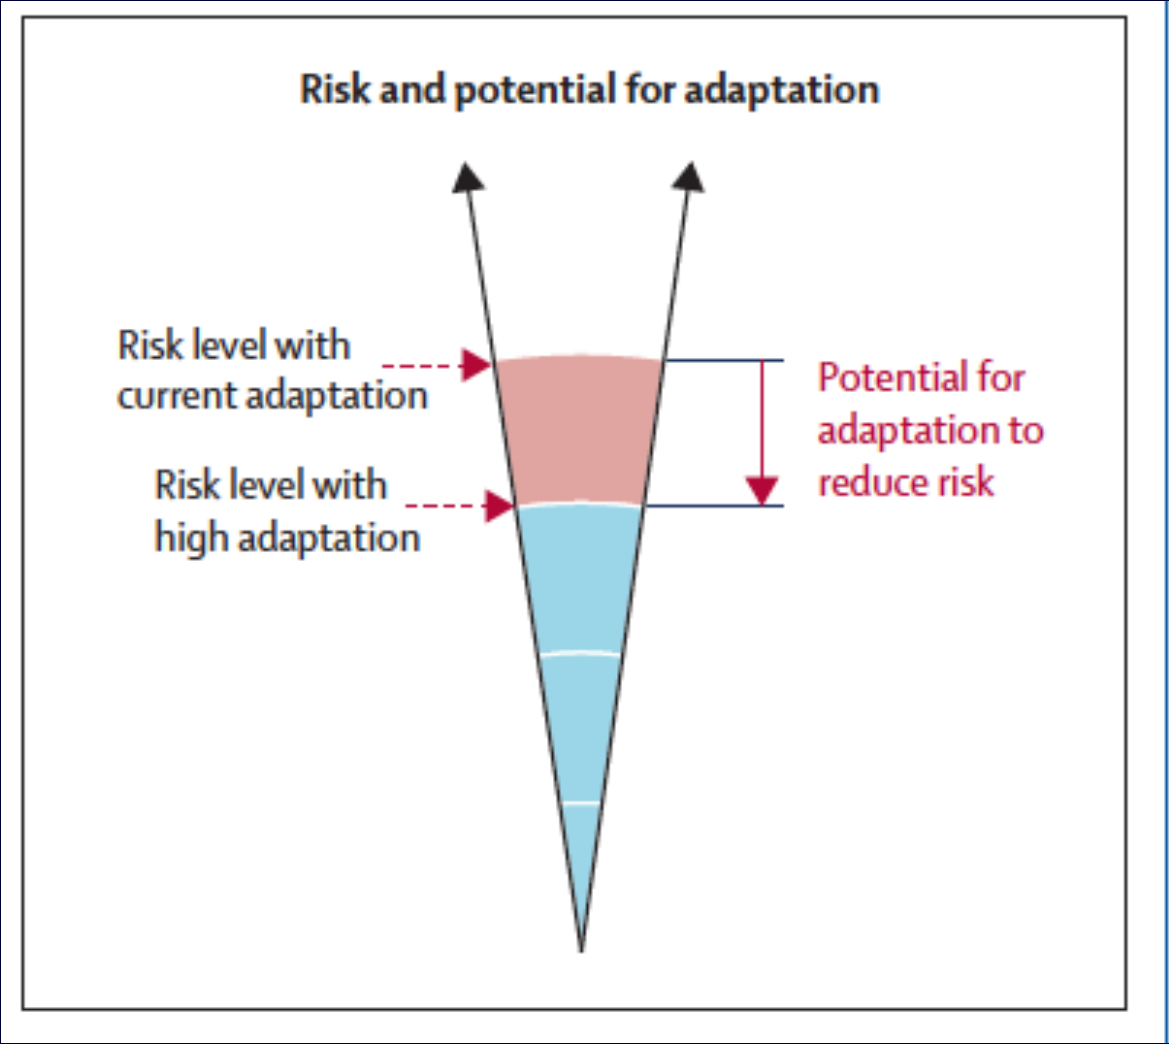 Risk and potential for adaptation
Risk level with
current adaptation
Risk level with
high adaptation
Potential for
adaptation to
reduce risk